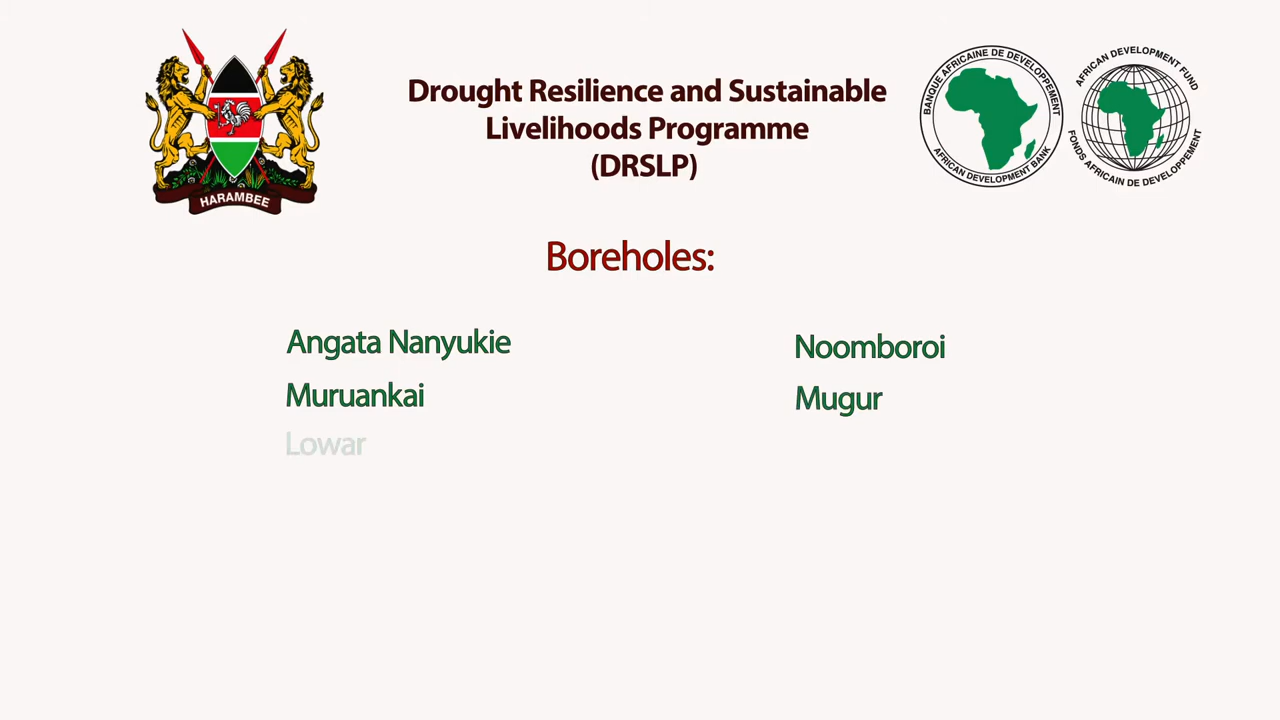 HARAMBEE
Drought Resilience and Sustainable
Livelihoods Programme
(DRSLP)
BANQUE AFRICAINE DE DEVELOPPEMENT
AFRICAN DEVELOPMENT BANK
AFRICAN DEVELOPMENT FUND
FONDS AFRICAIN DE DEVELOPPEMENT
Boreholes:
Angata Nanyukie
Muruankai
Lowar
Noomboroi
Mugur